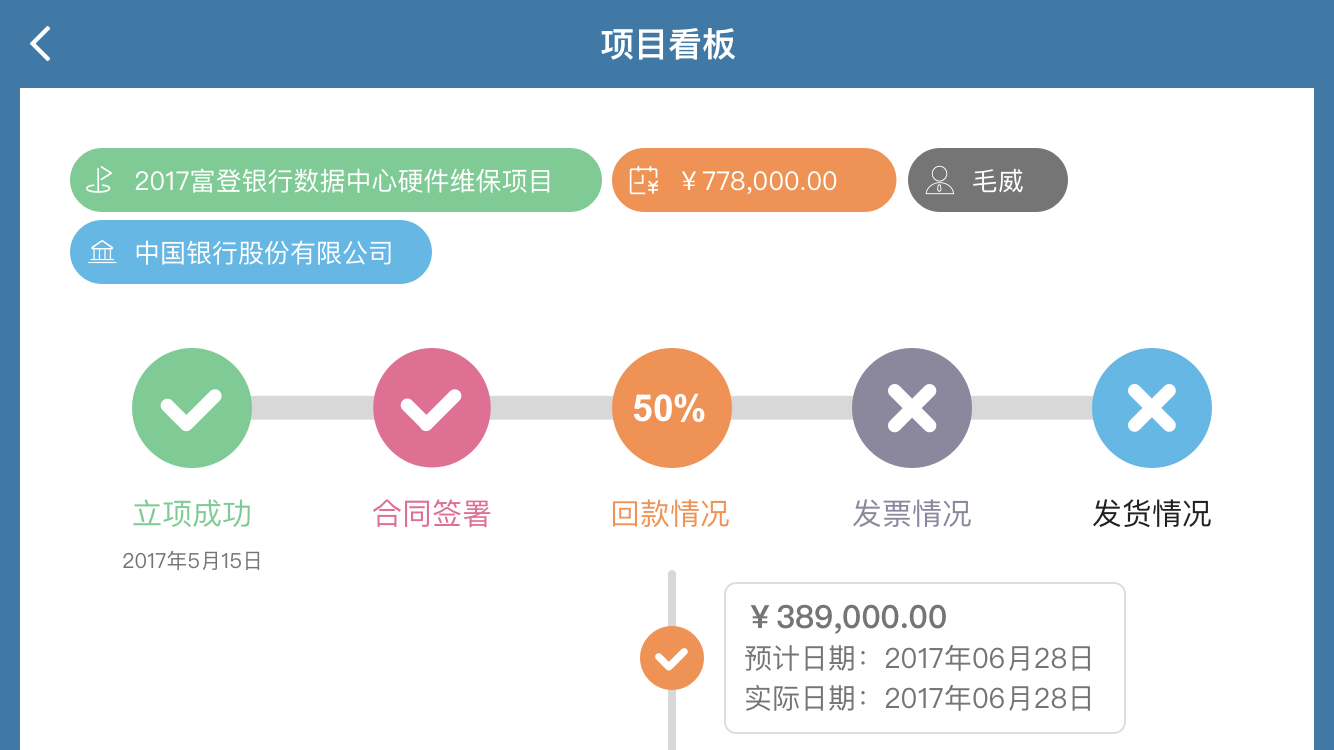 项目看板
2017富登银行数据中心硬件维保项目
¥ 778,000.00
毛威
中国银行股份有限公司
50%
立项成功
合同签署
回款情况
发票情况
发货情况
2017年5月15日
¥ 389,000.00
预计日期：2017年06月28日
实际日期：2017年06月28日